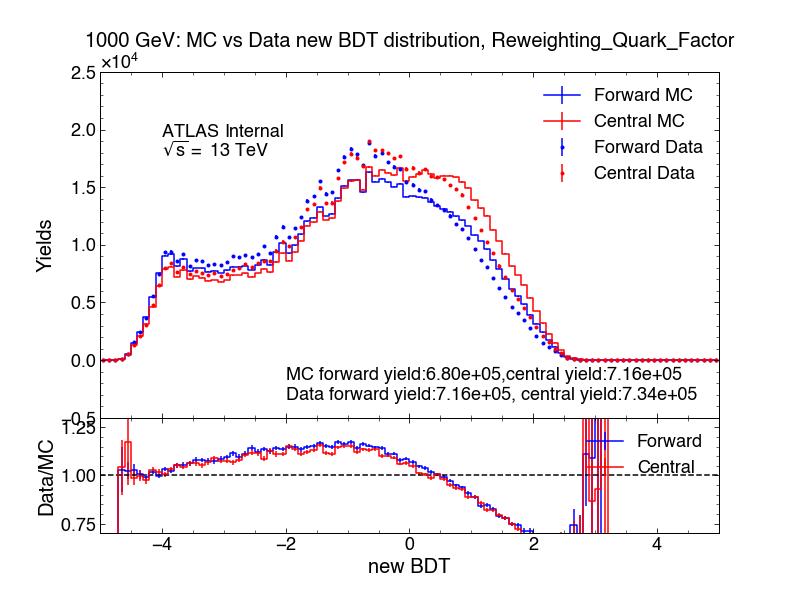 1000 GeV: MC vs Data new BDT distribution, Reweighting_Quark_Factor
×10⁴
2.5
2.0
1.5
1.0
0.5
0.0
0.5
Yields
ATLAS Internal
√s = 13 TeV
Forward MC
Central MC
Forward Data
Central Data
MC forward yield:6.80e+05,central yield:7.16e+05
Data forward yield:7.16e+05, central yield:7.34e+05
1.25
1.00
0.75
Data/MC
Forward
Central
−4 −2 0 2 4
new BDT